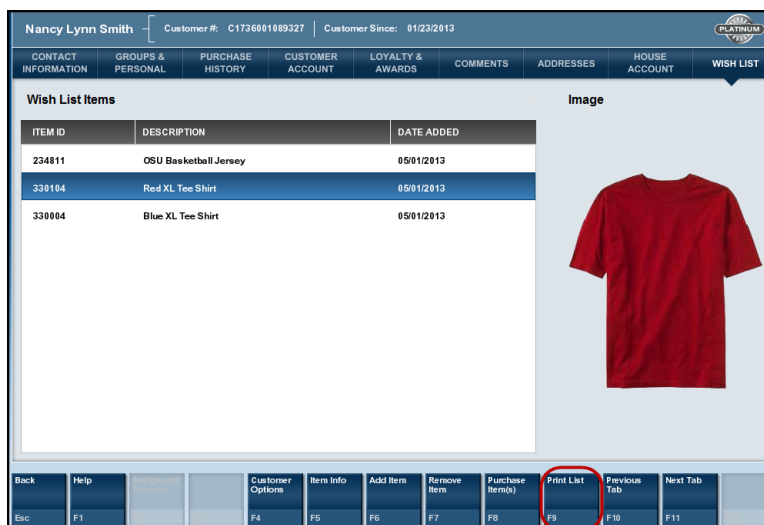 Nancy Lynn Smith Customer #: C1736001089327 Customer Since: 01/23/2013 PLATINUM
CONTACT INFORMATION GROUPS & PERSONAL PURCHASE HISTORY CUSTOMER ACCOUNT LOYALTY & AWARDS COMMENTS ADDRESSES HOUSE ACCOUNT WISH LIST
Wish List Items Image
ITEM ID DESCRIPTION DATE ADDED
234811 OSU Basketball Jersey 05/01/2013
330104 Red XL Tee Shirt 05/01/2013
330004 Blue XL Tee Shirt 05/01/2013
Back Help Customer Options Item Info Add Item Remove Item Purchase Item(s) Print List Previous Tab Next Tab
Esc F1 F4 F5 F6 F7 F8 F9 F10 F11